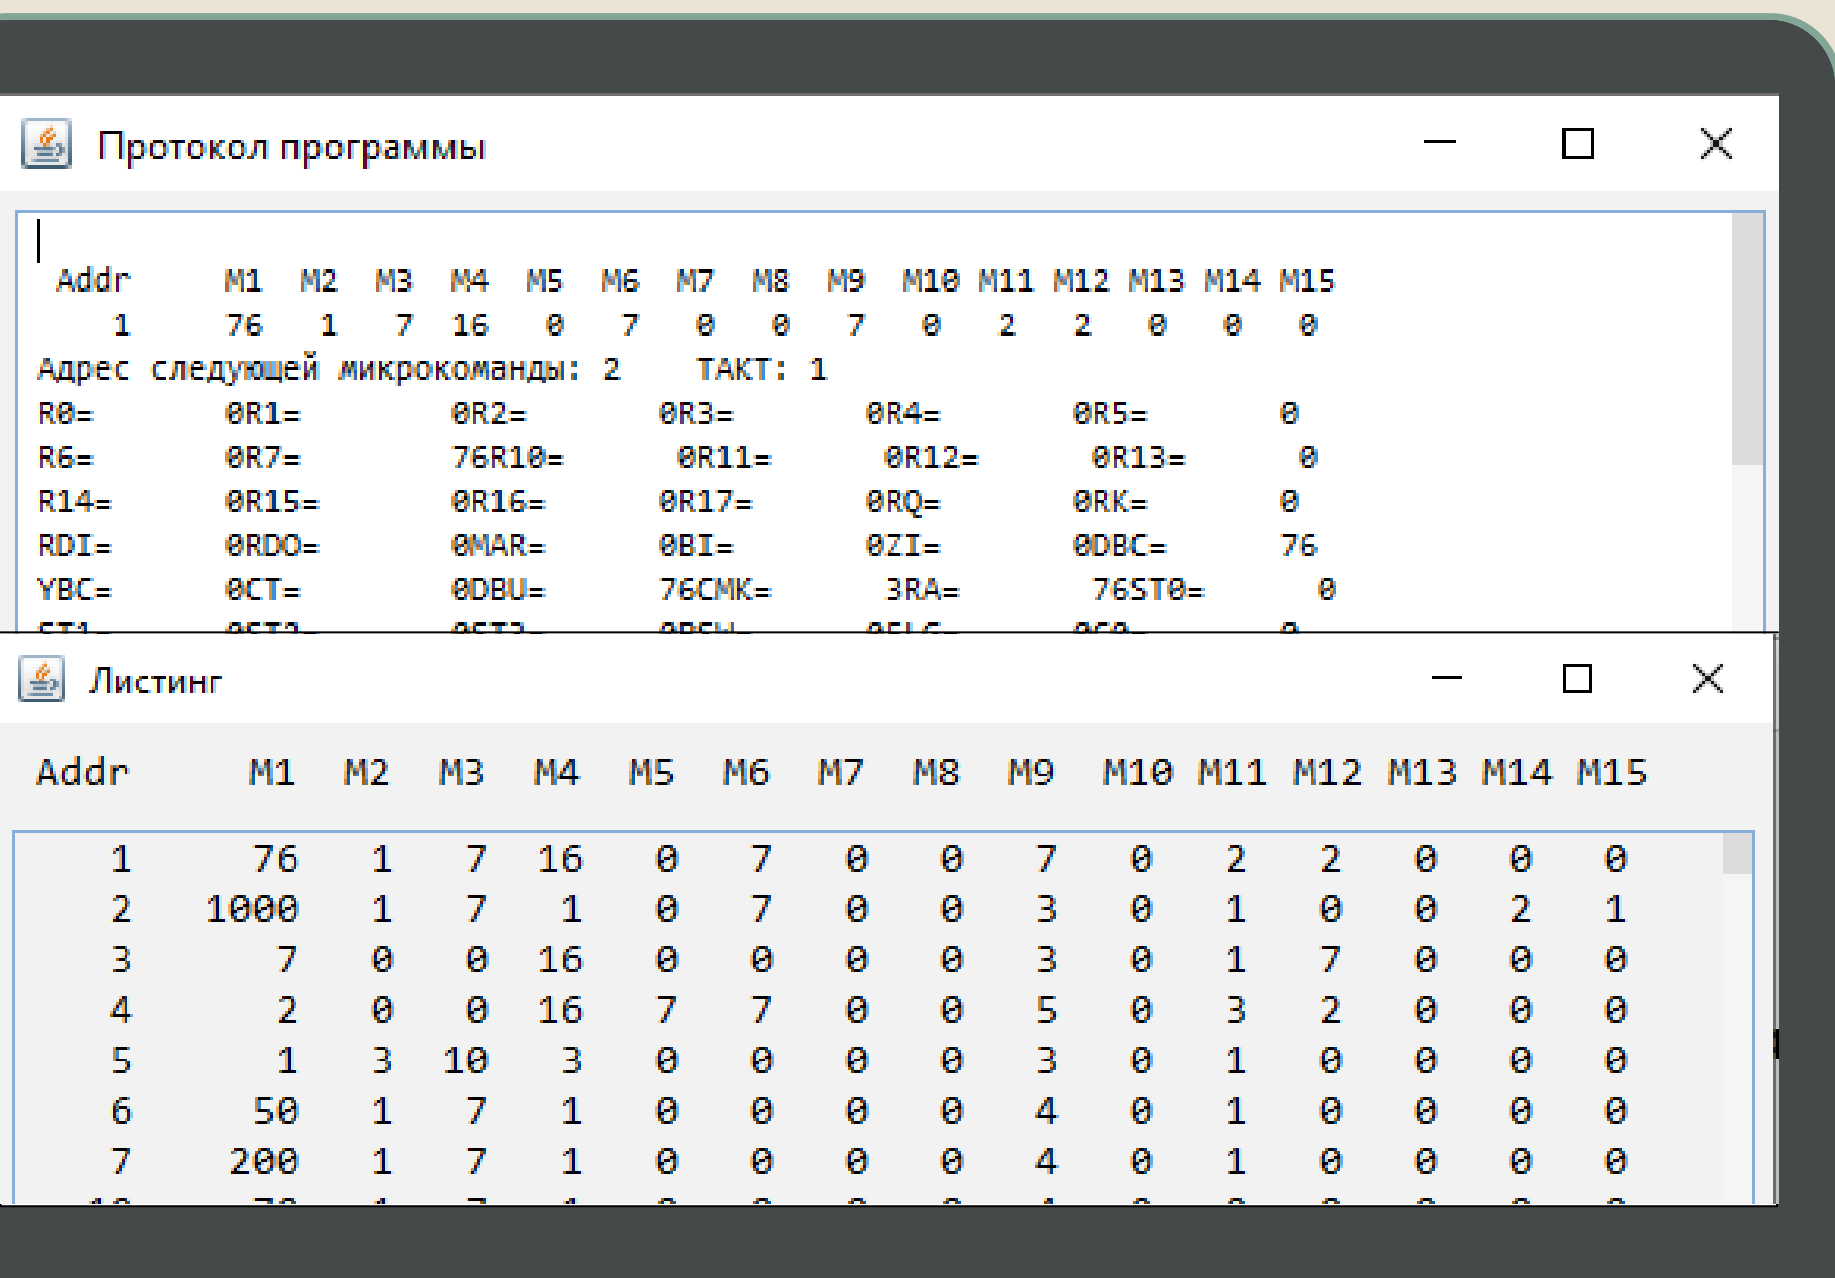 Протокол программы
Addr M1 M2 M3 M4 M5 M6 M7 M8 M9 M10 M11 M12 M13 M14 M15
1 76 1 7 16 0 7 0 0 7 0 2 2 0 0 0
Адрес следующей микрокоманды: 2 ТАКТ: 1
R0= 0R1= 0R2= 0R3= 0R4= 0R5= 0
R6= 0R7= 76R10= 0R11= 0R12= 0R13= 0
R14= 0R15= 0R16= 0R17= 0RQ= 0RK= 0
RDI= 0RDO= 0MAR= 0BI= 0ZI= 0DBC= 76
YBC= 0CT= 0DBU= 76CMK= 3RA= 76ST0= 0
Листинг
Addr M1 M2 M3 M4 M5 M6 M7 M8 M9 M10 M11 M12 M13 M14 M15
1 76 1 7 16 0 7 0 0 7 0 2 2 0 0 0
2 1000 1 7 1 0 7 0 0 3 0 1 0 0 2 1
3 7 0 0 16 0 0 0 0 3 0 1 7 0 0 0
4 2 0 0 16 7 7 0 0 5 0 3 2 0 0 0
5 1 3 10 3 0 0 0 0 3 0 1 0 0 0 0
6 50 1 7 1 0 0 0 0 4 0 1 0 0 0 0
7 200 1 7 1 0 0 0 0 4 0 1 0 0 0 0